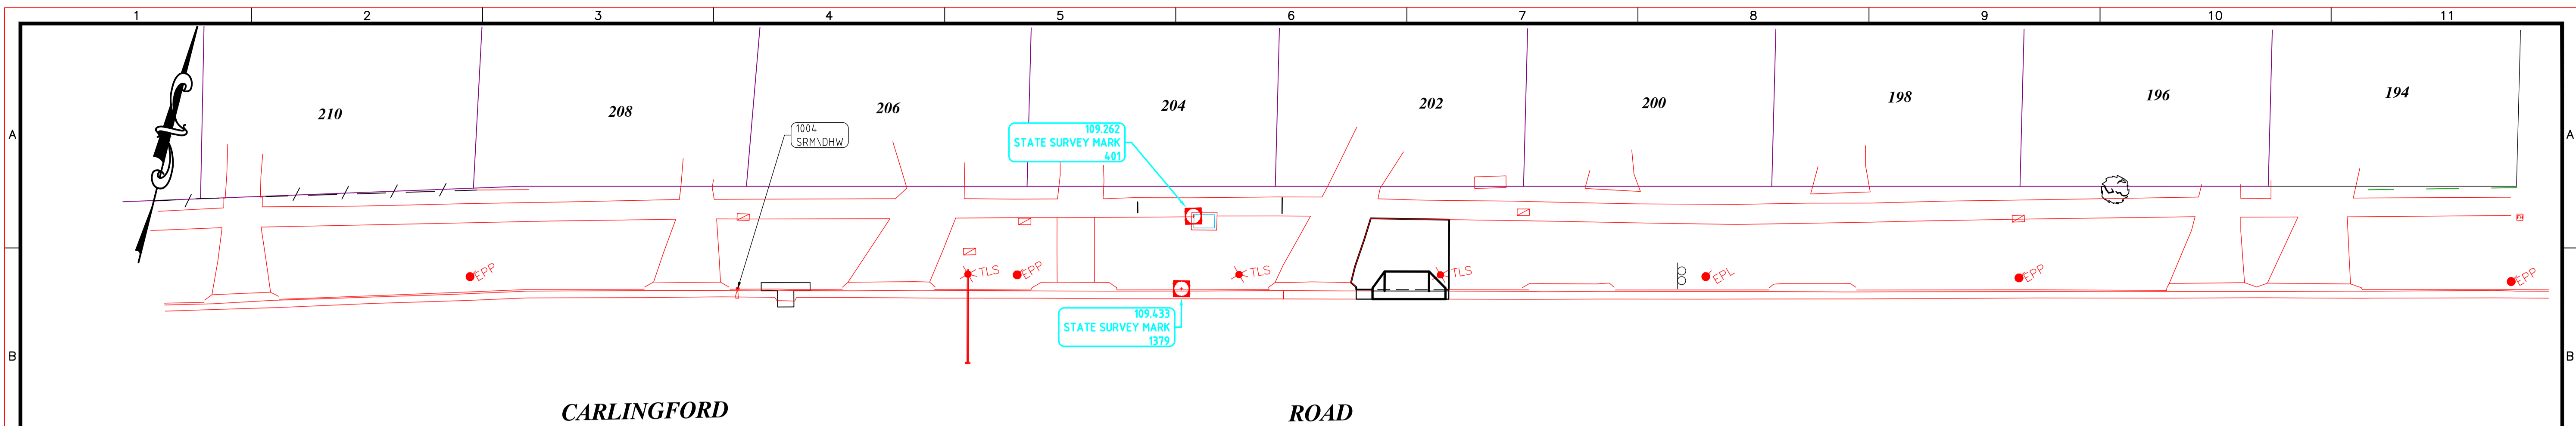 1 2 3 4 5 6 7 8 9 10 11
A A
210 208 206 204 202 200 198 196 194
1004
SRM\DHW
109.262
STATE SURVEY MARK
401
EPP TLS EPP TLS TLS EPL EPP EPP
109.433
STATE SURVEY MARK
1379
B B
CARLINGFORD ROAD